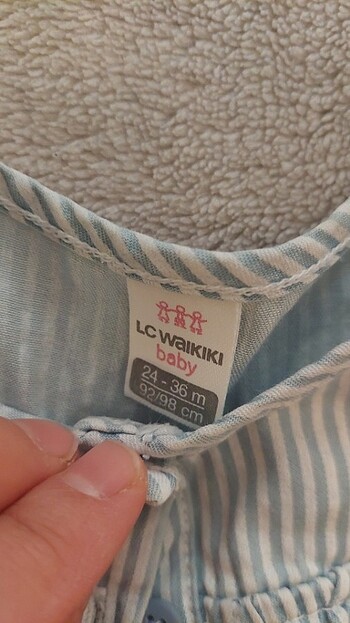 LC WAIKIKI
baby
24 - 36 m
92/98 cm